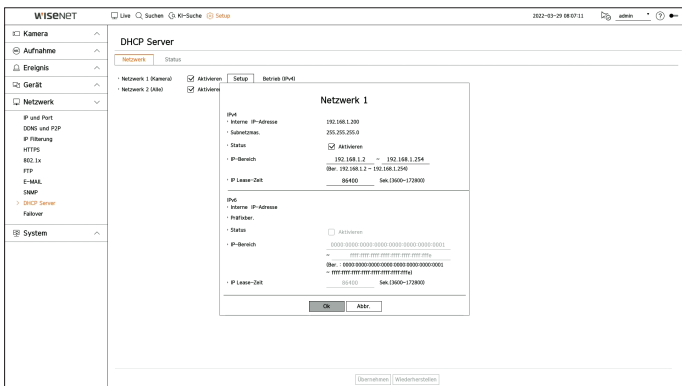 WISENET
Live Suchen KI-Suche Setup
2022-03-29 08:07:11
admin
Kamera
Aufnahme
Ereignis
Gerät
Netzwerk
IP und Port
DDNS und P2P
IP Filterung
HTTPS
802.1x
FTP
E-MAIL
SNMP
> DHCP Server
Failover
System
DHCP Server
Netzwerk Status
· Netzwerk 1 (Kamera) Aktivieren Setup Betrieb (IPv4)
· Netzwerk 2 (Alle) Aktiviere
Netzwerk 1
IPv4
· Interne IP-Adresse 192.168.1.200
· Subnetzmas. 255.255.255.0
· Status Aktivieren
· IP-Bereich 192.168.1.2 ~ 192.168.1.254
(Ber. 192.168.1.2 ~ 192.168.1.254)
· IP Lease-Zeit 86400 Sek.(3600~172800)
IPv6
· Interne IP-Adresse
· Präfixber.
· Status Aktivieren
· IP-Bereich 0000:0000:0000:0000:0000:0000:0000:0001
~ ffff:ffff:ffff:ffff:ffff:ffff:ffff:fffe
(Ber. : 0000:0000:0000:0000:0000:0000:0000:0001
~ ffff:ffff:ffff:ffff:ffff:ffff:ffff:fffe)
· IP Lease-Zeit 86400 Sek.(3600~172800)
Ok Abbr.
Übernehmen Wiederherstellen